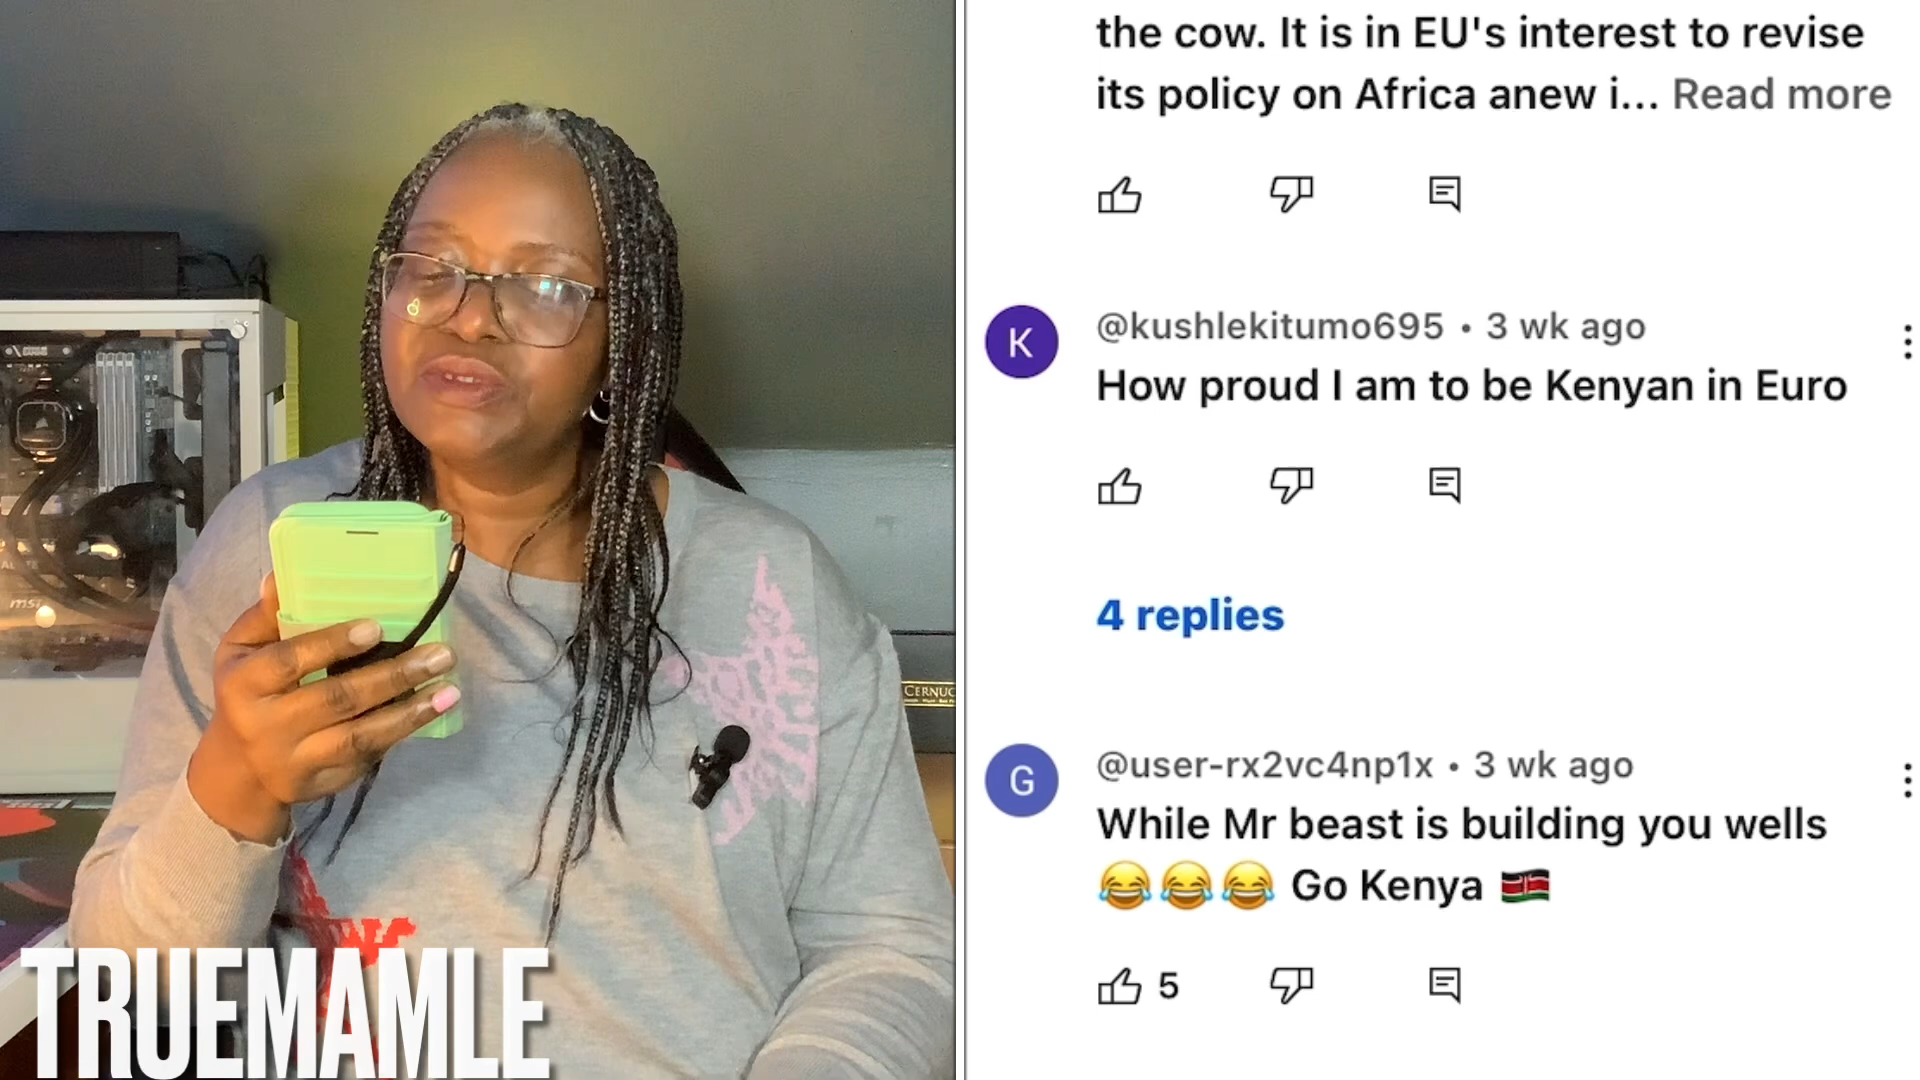 the cow. It is in EU's interest to revise
its policy on Africa anew i... Read more
@kushlekitumo695 • 3 wk ago
K
How proud I am to be Kenyan in Euro
4 replies
@user-rx2vc4np1x • 3 wk ago
G
While Mr beast is building you wells
😂😂😂 Go Kenya 🇰🇪
5
msi
CERNUC
TRUEMAMLE